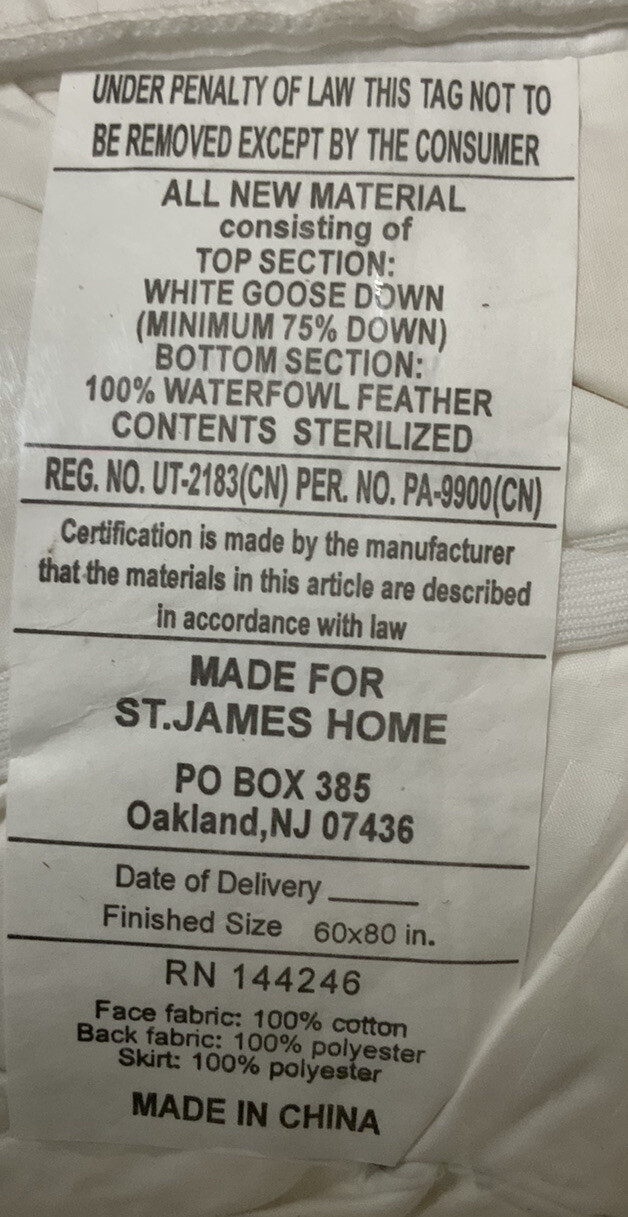 UNDER PENALTY OF LAW THIS TAG NOT TO
BE REMOVED EXCEPT BY THE CONSUMER
ALL NEW MATERIAL
consisting of
TOP SECTION:
WHITE GOOSE DOWN
(MINIMUM 75% DOWN)
BOTTOM SECTION:
100% WATERFOWL FEATHER
CONTENTS STERILIZED
REG. NO. UT-2183(CN) PER. NO. PA-9900(CN)
Certification is made by the manufacturer
that the materials in this article are described
in accordance with law
MADE FOR
ST.JAMES HOME
PO BOX 385
Oakland,NJ 07436
Date of Delivery ______
Finished Size 60x80 in.
RN 144246
Face fabric: 100% cotton
Back fabric: 100% polyester
Skirt: 100% polyester
MADE IN CHINA